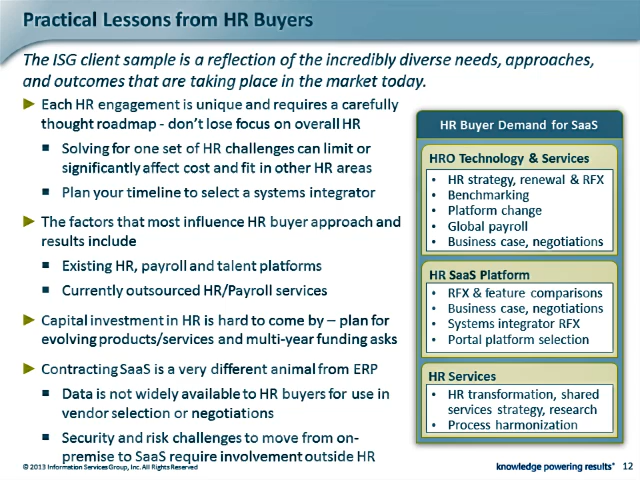 Practical Lessons from HR Buyers
The ISG client sample is a reflection of the incredibly diverse needs, approaches,
and outcomes that are taking place in the market today.
► Each HR engagement is unique and requires a carefully
thought roadmap - don't lose focus on overall HR
■ Solving for one set of HR challenges can limit or
significantly affect cost and fit in other HR areas
■ Plan your timeline to select a systems integrator
► The factors that most influence HR buyer approach and
results include
■ Existing HR, payroll and talent platforms
■ Currently outsourced HR/Payroll services
► Capital investment in HR is hard to come by – plan for
evolving products/services and multi-year funding asks
► Contracting SaaS is a very different animal from ERP
■ Data is not widely available to HR buyers for use in
vendor selection or negotiations
■ Security and risk challenges to move from on-
premise to SaaS require involvement outside HR
HR Buyer Demand for SaaS
HRO Technology & Services
• HR strategy, renewal & RFX
• Benchmarking
• Platform change
• Global payroll
• Business case, negotiations
HR SaaS Platform
• RFX & feature comparisons
• Business case, negotiations
• Systems integrator RFX
• Portal platform selection
HR Services
• HR transformation, shared
services strategy, research
• Process harmonization
© 2013 Information Services Group, Inc. All Rights Reserved
knowledge powering results® 12